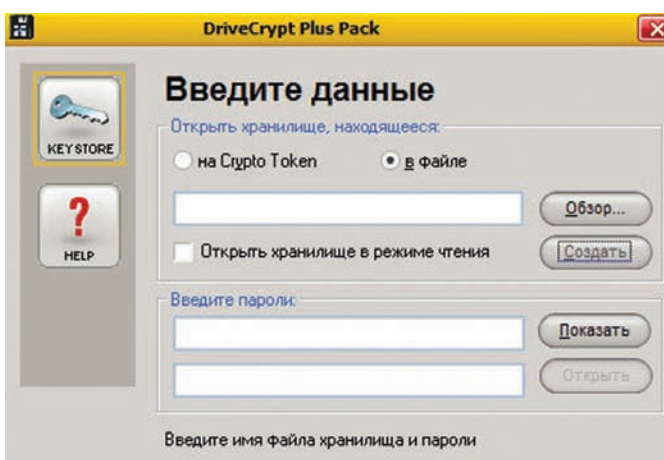 DriveCrypt Plus Pack
KEYSTORE
HELP
Введите данные
Открыть хранилище, находящееся:
на Crypto Token
в файле
Обзор...
Открыть хранилище в режиме чтения
Создать
Введите пароли:
Показать
Открыть
Введите имя файла хранилища и пароли